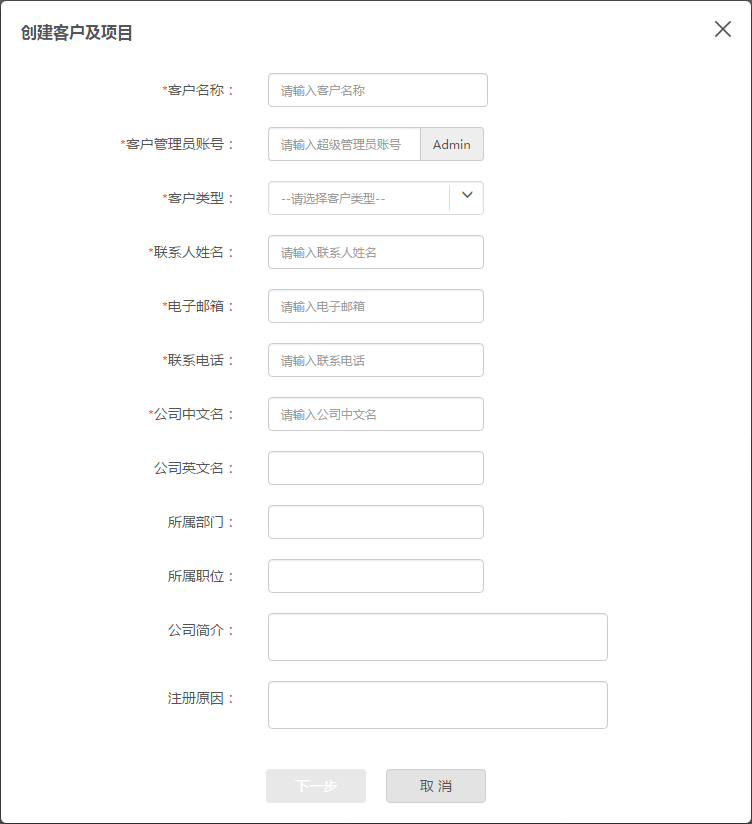 创建客户及项目
*客户名称： 请输入客户名称
*客户管理员账号： 请输入超级管理员账号 Admin
*客户类型： --请选择客户类型--
*联系人姓名： 请输入联系人姓名
*电子邮箱： 请输入电子邮箱
*联系电话： 请输入联系电话
*公司中文名： 请输入公司中文名
公司英文名：
所属部门：
所属职位：
公司简介：
注册原因：
下一步 取 消